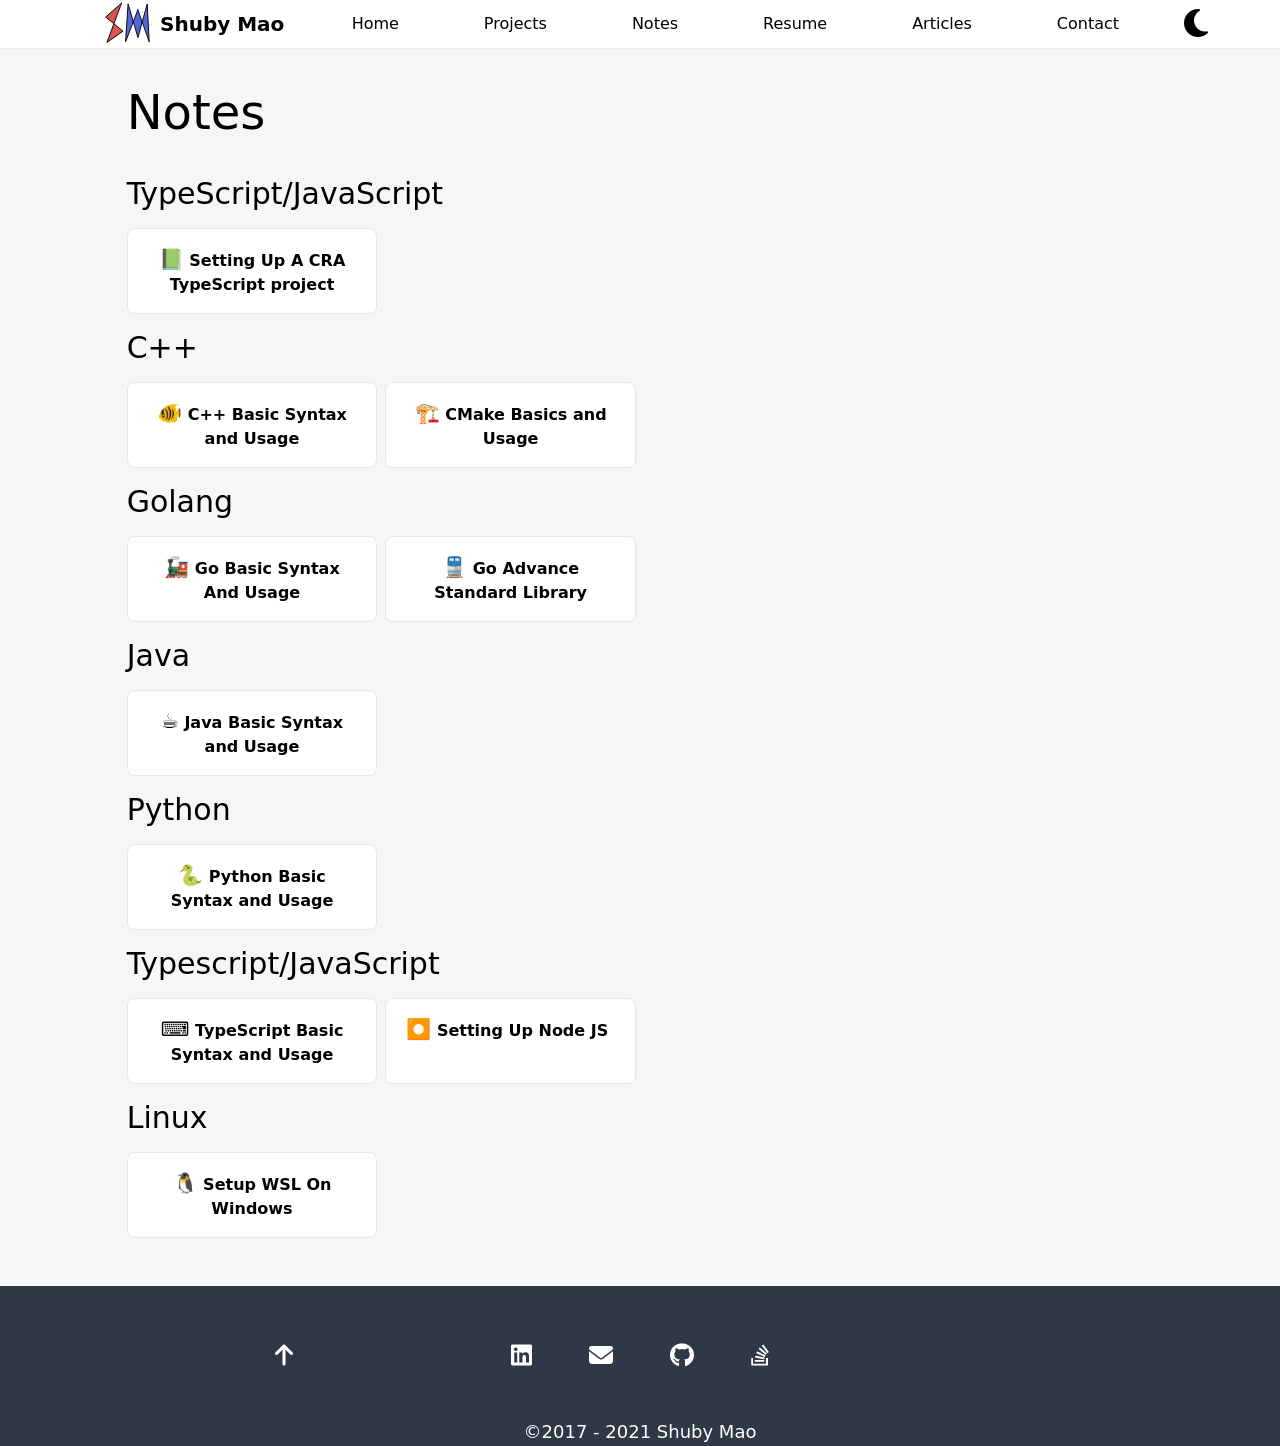 Shuby Mao Home Projects Notes Resume Articles Contact
Notes
TypeScript/JavaScript
📗 Setting Up A CRA
TypeScript project
C++
🐠 C++ Basic Syntax
and Usage
🏗️ CMake Basics and
Usage
Golang
🚂 Go Basic Syntax
And Usage
🚆 Go Advance
Standard Library
Java
☕ Java Basic Syntax
and Usage
Python
🐍 Python Basic
Syntax and Usage
Typescript/JavaScript
⌨ TypeScript Basic
Syntax and Usage
⏺️ Setting Up Node JS
Linux
🐧 Setup WSL On
Windows
©2017 - 2021 Shuby Mao